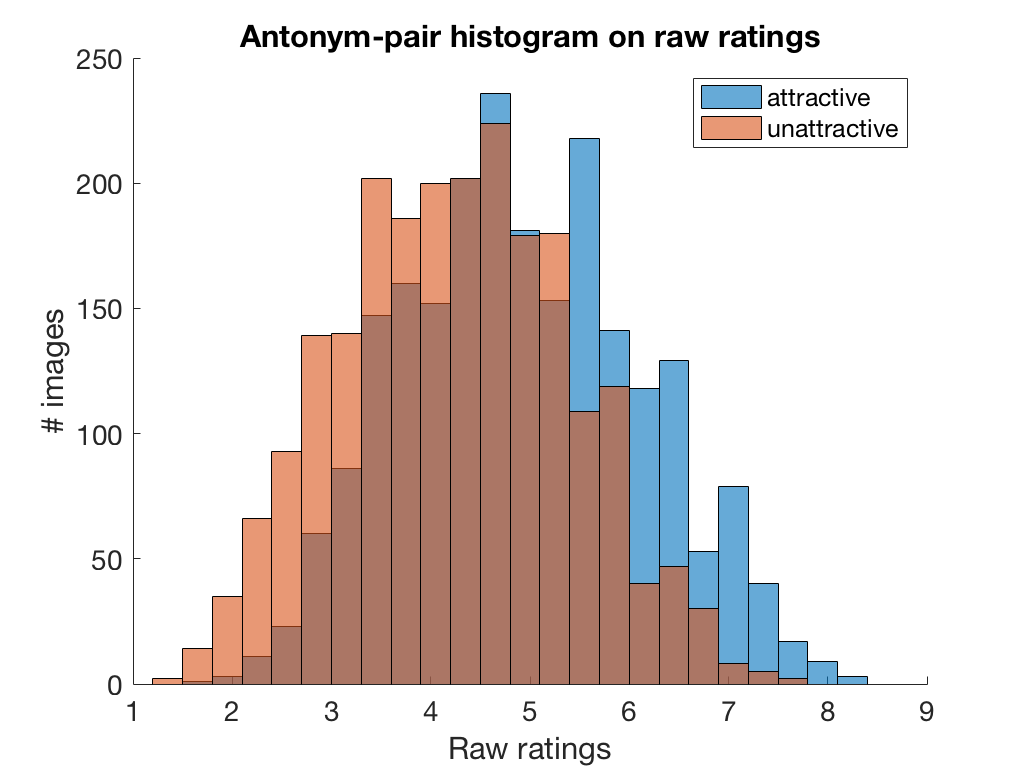 Antonym-pair histogram on raw ratings
250
200
150
100
50
0
# images
attractive
unattractive
1 2 3 4 5 6 7 8 9
Raw ratings